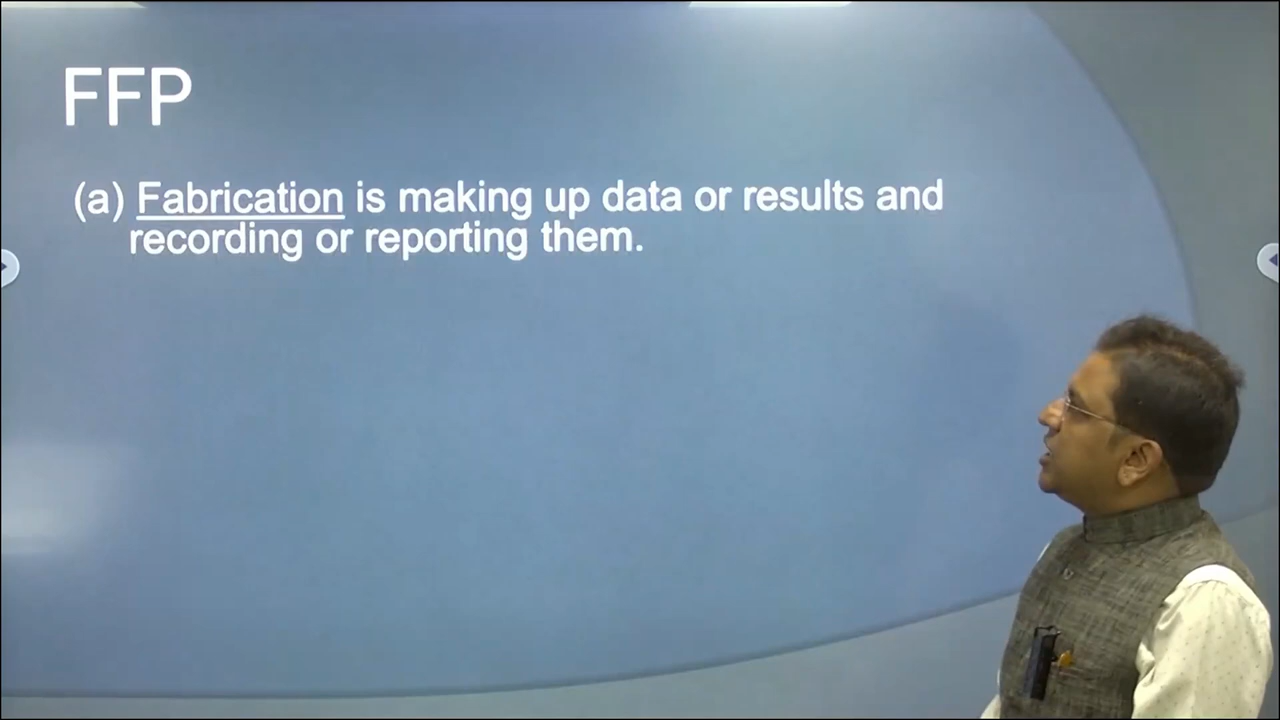 FFP
(a) Fabrication is making up data or results and
recording or reporting them.